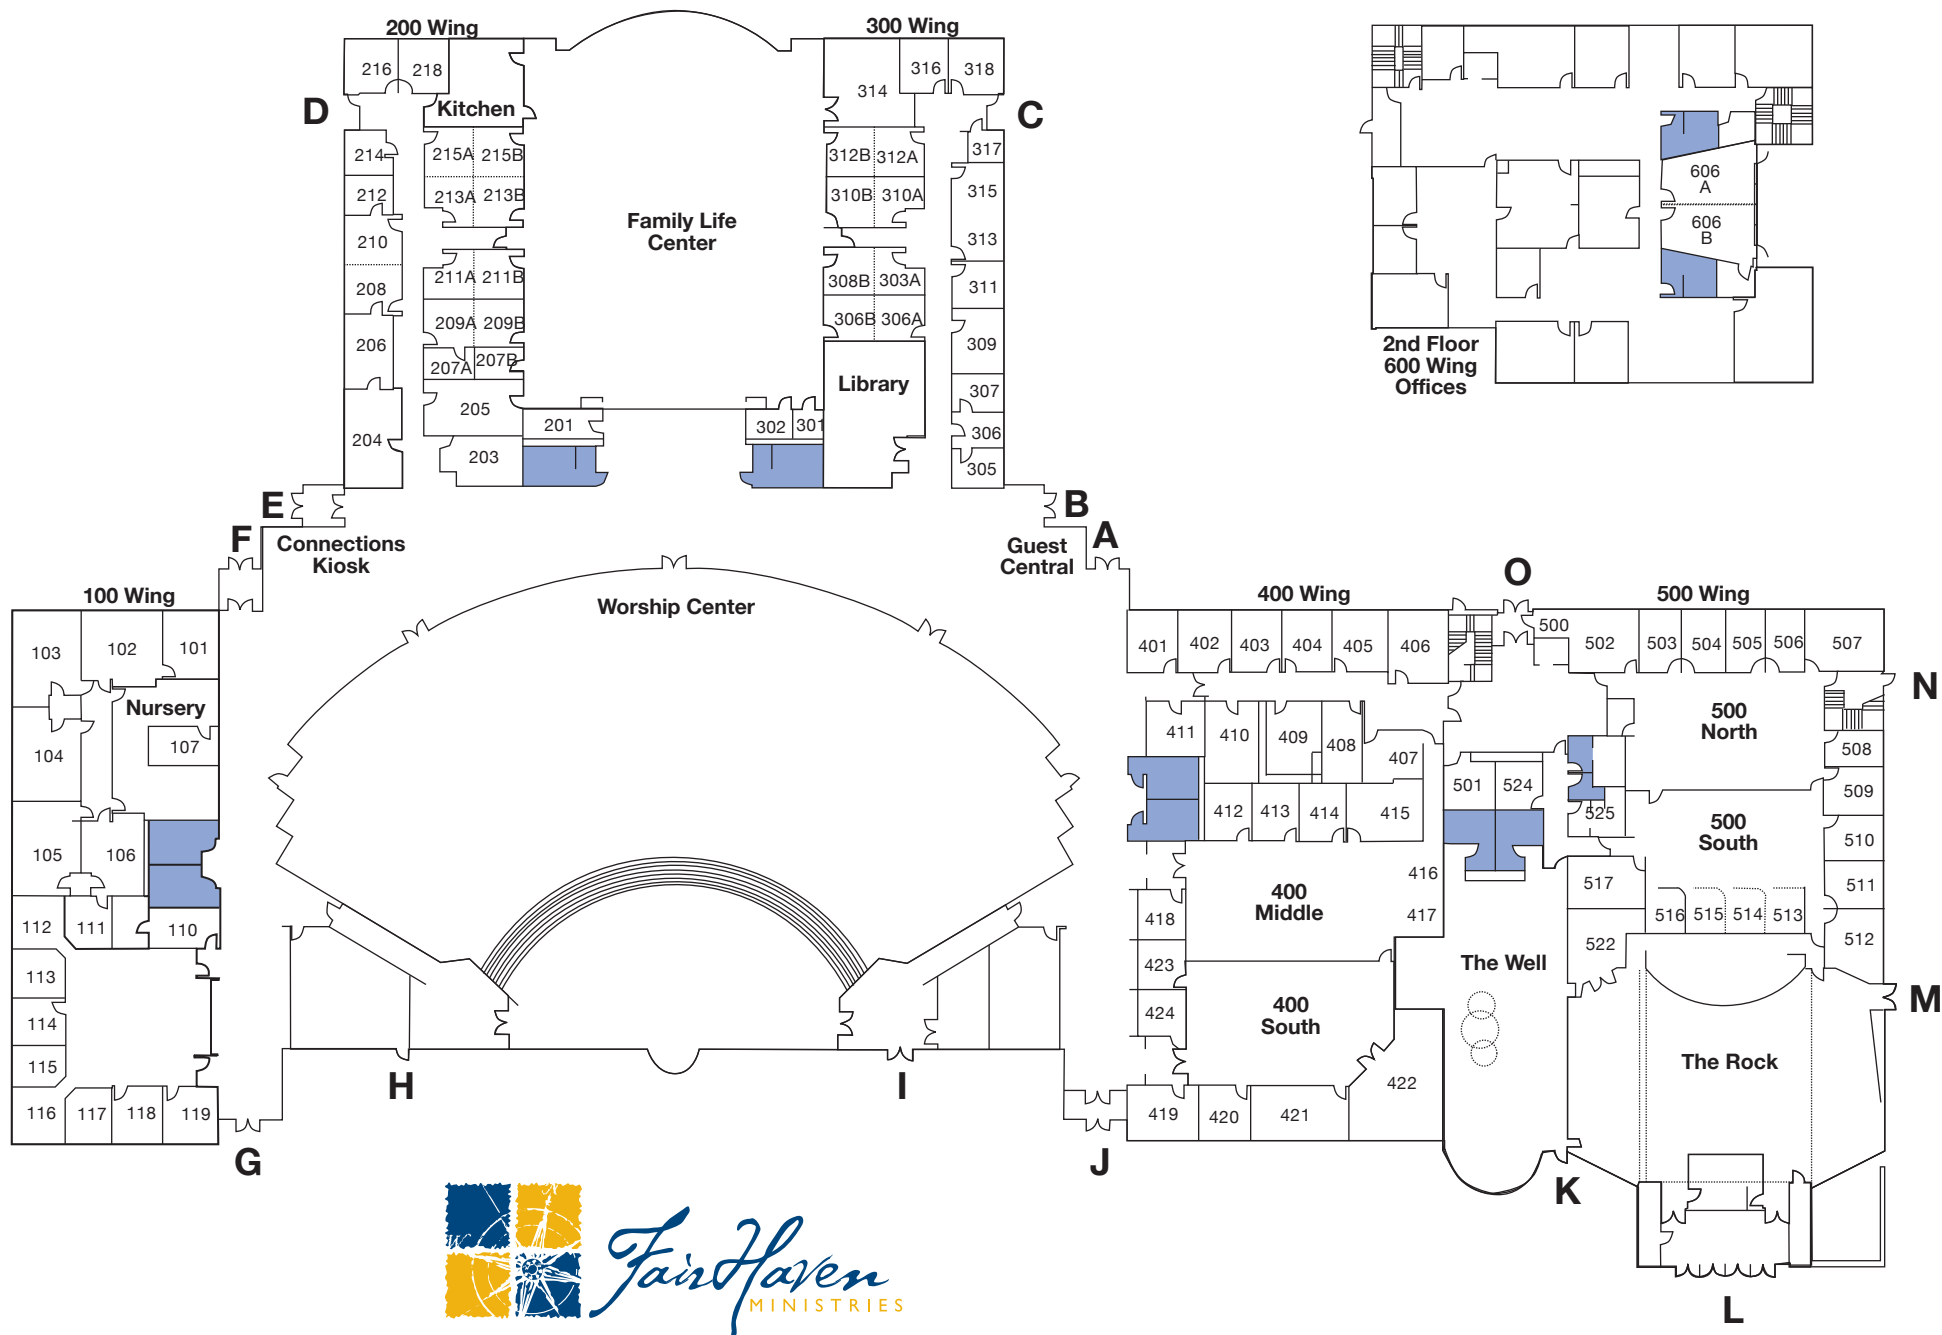 200 Wing
300 Wing
216
218
316
318
314
Kitchen
D
C
214
215A
215B
312B
312A
317
212
213A
213B
310B
310A
315
210
Family Life
Center
313
208
211A
211B
308B
303A
311
206
209A
209B
306B
306A
309
207A
207B
Library
307
205
201
302
301
306
204
203
305
606
A
606
B
2nd Floor
600 Wing
Offices
E
B
F
A
Connections
Kiosk
Guest
Central
O
100 Wing
Worship Center
400 Wing
500 Wing
103
102
101
401
402
403
404
405
406
500
502
503
504
505
506
507
N
Nursery
107
104
411
410
409
408
407
500
North
508
501
524
509
105
106
412
413
414
415
525
500
South
510
416
517
511
112
111
110
418
400
Middle
417
516
515
514
513
512
113
423
The Well
522
114
424
400
South
M
115
The Rock
H
I
422
116
117
118
119
419
420
421
G
J
K
L
FairHaven
MINISTRIES